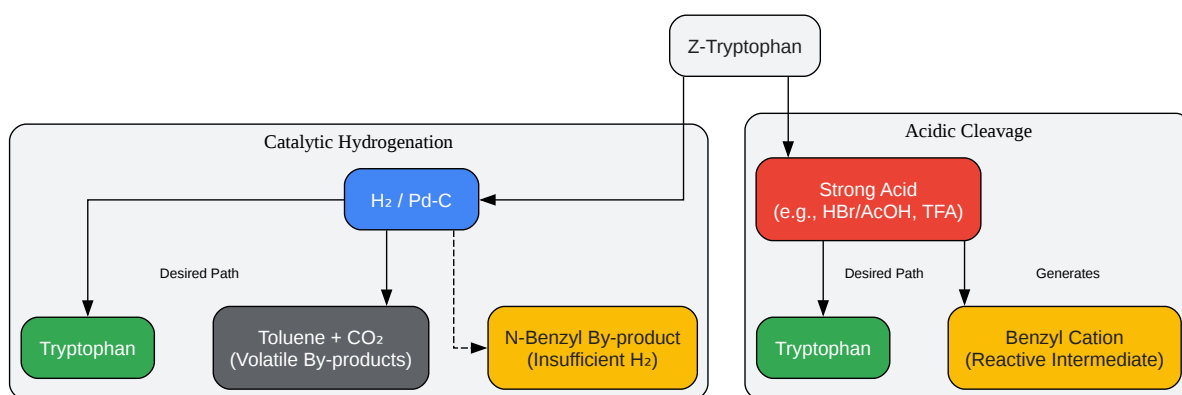 Z-Tryptophan
Catalytic Hydrogenation
H₂ / Pd-C
Desired Path
Tryptophan
Toluene + CO₂
(Volatile By-products)
N-Benzyl By-product
(Insufficient H₂)
Acidic Cleavage
Strong Acid
(e.g., HBr/AcOH, TFA)
Desired Path
Generates
Tryptophan
Benzyl Cation
(Reactive Intermediate)